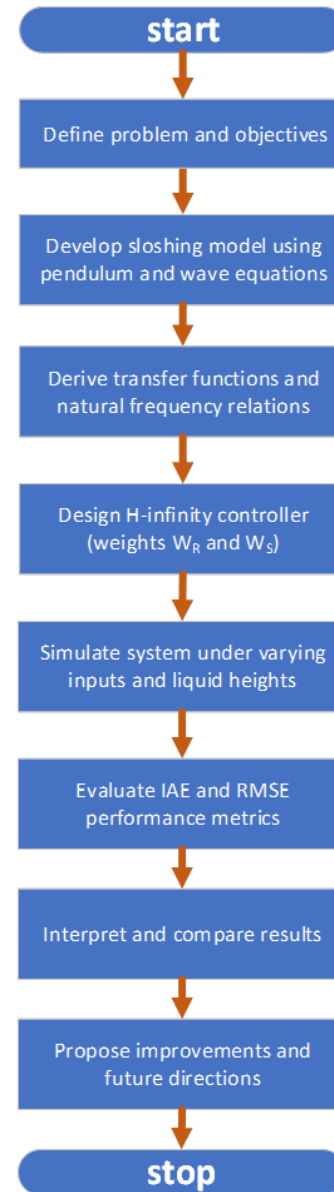 start
Define problem and objectives
Develop sloshing model using
pendulum and wave equations
Derive transfer functions and
natural frequency relations
Design H-infinity controller
(weights W_R and W_S)
Simulate system under varying
inputs and liquid heights
Evaluate IAE and RMSE
performance metrics
Interpret and compare results
Propose improvements and
future directions
stop